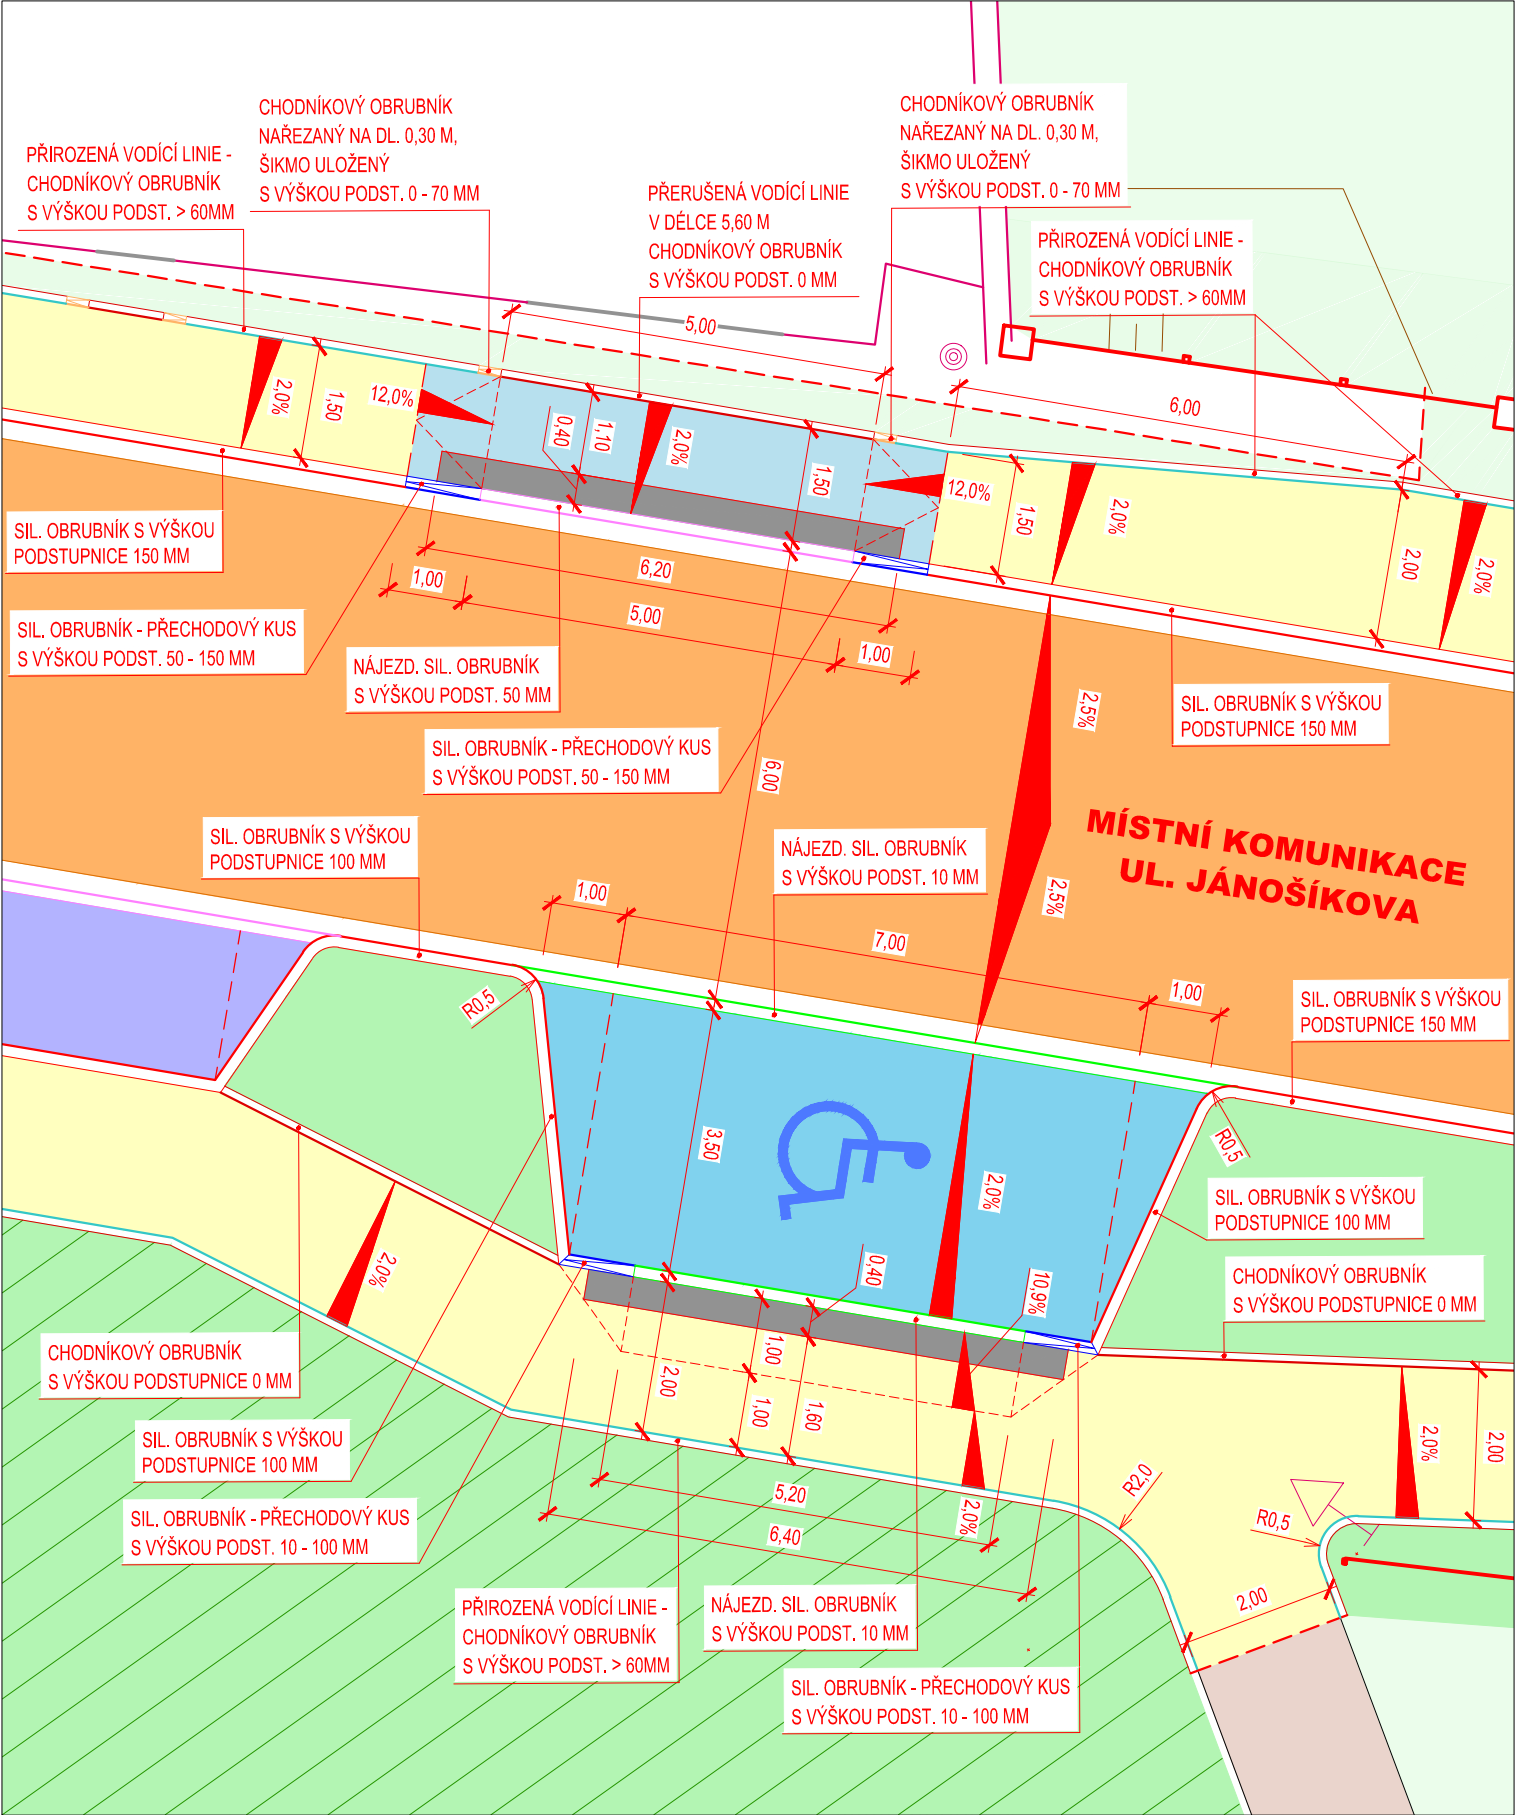 CHODNÍKOVÝ OBRUBNÍK
NAŘEZANÝ NA DL. 0,30 M,
ŠIKMO ULOŽENÝ
S VÝŠKOU PODST. 0 - 70 MM
CHODNÍKOVÝ OBRUBNÍK
NAŘEZANÝ NA DL. 0,30 M,
ŠIKMO ULOŽENÝ
S VÝŠKOU PODST. 0 - 70 MM
PŘIROZENÁ VODÍCÍ LINIE -
CHODNÍKOVÝ OBRUBNÍK
S VÝŠKOU PODST. > 60MM
PŘERUŠENÁ VODÍCÍ LINIE
V DÉLCE 5,60 M
CHODNÍKOVÝ OBRUBNÍK
S VÝŠKOU PODST. 0 MM
PŘIROZENÁ VODÍCÍ LINIE -
CHODNÍKOVÝ OBRUBNÍK
S VÝŠKOU PODST. > 60MM
5,00
6,00
2,0%
1,50
12,0%
0,40
1,10
2,0%
1,50
12,0%
1,50
2,0%
2,00
2,0%
SIL. OBRUBNÍK S VÝŠKOU
PODSTUPNICE 150 MM
6,20
1,00
5,00
1,00
SIL. OBRUBNÍK - PŘECHODOVÝ KUS
S VÝŠKOU PODST. 50 - 150 MM
NÁJEZD. SIL. OBRUBNÍK
S VÝŠKOU PODST. 50 MM
SIL. OBRUBNÍK S VÝŠKOU
PODSTUPNICE 150 MM
2,5%
SIL. OBRUBNÍK - PŘECHODOVÝ KUS
S VÝŠKOU PODST. 50 - 150 MM
6,00
MÍSTNÍ KOMUNIKACE
UL. JÁNOŠÍKOVA
SIL. OBRUBNÍK S VÝŠKOU
PODSTUPNICE 100 MM
NÁJEZD. SIL. OBRUBNÍK
S VÝŠKOU PODST. 10 MM
2,5%
1,00
7,00
1,00
R0,5
SIL. OBRUBNÍK S VÝŠKOU
PODSTUPNICE 150 MM
3,50
R0,5
2,0%
SIL. OBRUBNÍK S VÝŠKOU
PODSTUPNICE 100 MM
2,0%
0,40
10,9%
CHODNÍKOVÝ OBRUBNÍK
S VÝŠKOU PODSTUPNICE 0 MM
CHODNÍKOVÝ OBRUBNÍK
S VÝŠKOU PODSTUPNICE 0 MM
1,00
2,00
1,00
1,60
SIL. OBRUBNÍK S VÝŠKOU
PODSTUPNICE 100 MM
2,0%
2,00
5,20
R2,0
2,0%
6,40
R0,5
SIL. OBRUBNÍK - PŘECHODOVÝ KUS
S VÝŠKOU PODST. 10 - 100 MM
2,00
PŘIROZENÁ VODÍCÍ LINIE -
CHODNÍKOVÝ OBRUBNÍK
S VÝŠKOU PODST. > 60MM
NÁJEZD. SIL. OBRUBNÍK
S VÝŠKOU PODST. 10 MM
SIL. OBRUBNÍK - PŘECHODOVÝ KUS
S VÝŠKOU PODST. 10 - 100 MM